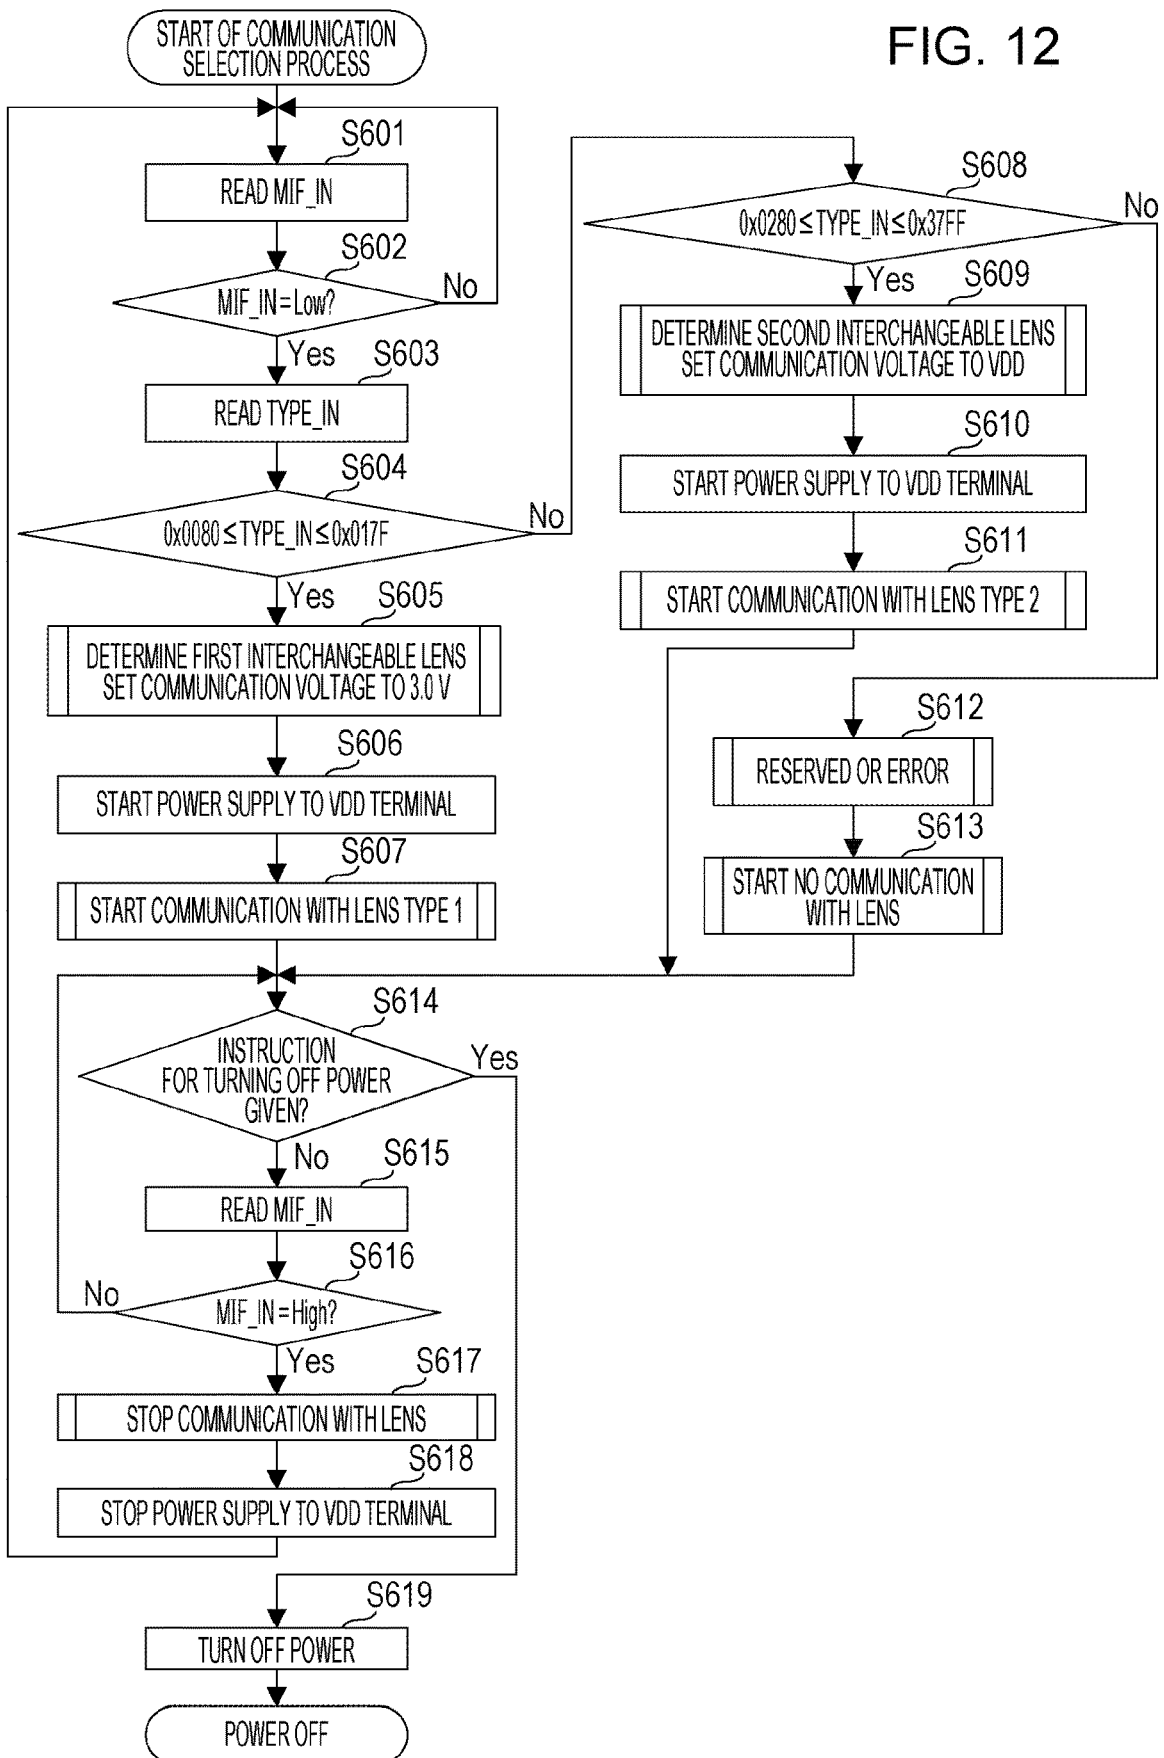 FIG. 12
START OF COMMUNICATION
SELECTION PROCESS
S601
READ MIF_IN
S602
MIF_IN = Low?
No
Yes
S603
READ TYPE_IN
S604
0x0080 ≤ TYPE_IN ≤ 0x017F
No
Yes
S605
DETERMINE FIRST INTERCHANGEABLE LENS
SET COMMUNICATION VOLTAGE TO 3.0 V
S606
START POWER SUPPLY TO VDD TERMINAL
S607
START COMMUNICATION WITH LENS TYPE 1
S608
0x0280 ≤ TYPE_IN ≤ 0x37FF
No
Yes
S609
DETERMINE SECOND INTERCHANGEABLE LENS
SET COMMUNICATION VOLTAGE TO VDD
S610
START POWER SUPPLY TO VDD TERMINAL
S611
START COMMUNICATION WITH LENS TYPE 2
S612
RESERVED OR ERROR
S613
START NO COMMUNICATION
WITH LENS
S614
INSTRUCTION
FOR TURNING OFF POWER
GIVEN?
Yes
No
S615
READ MIF_IN
S616
MIF_IN = High?
No
Yes
S617
STOP COMMUNICATION WITH LENS
S618
STOP POWER SUPPLY TO VDD TERMINAL
S619
TURN OFF POWER
POWER OFF